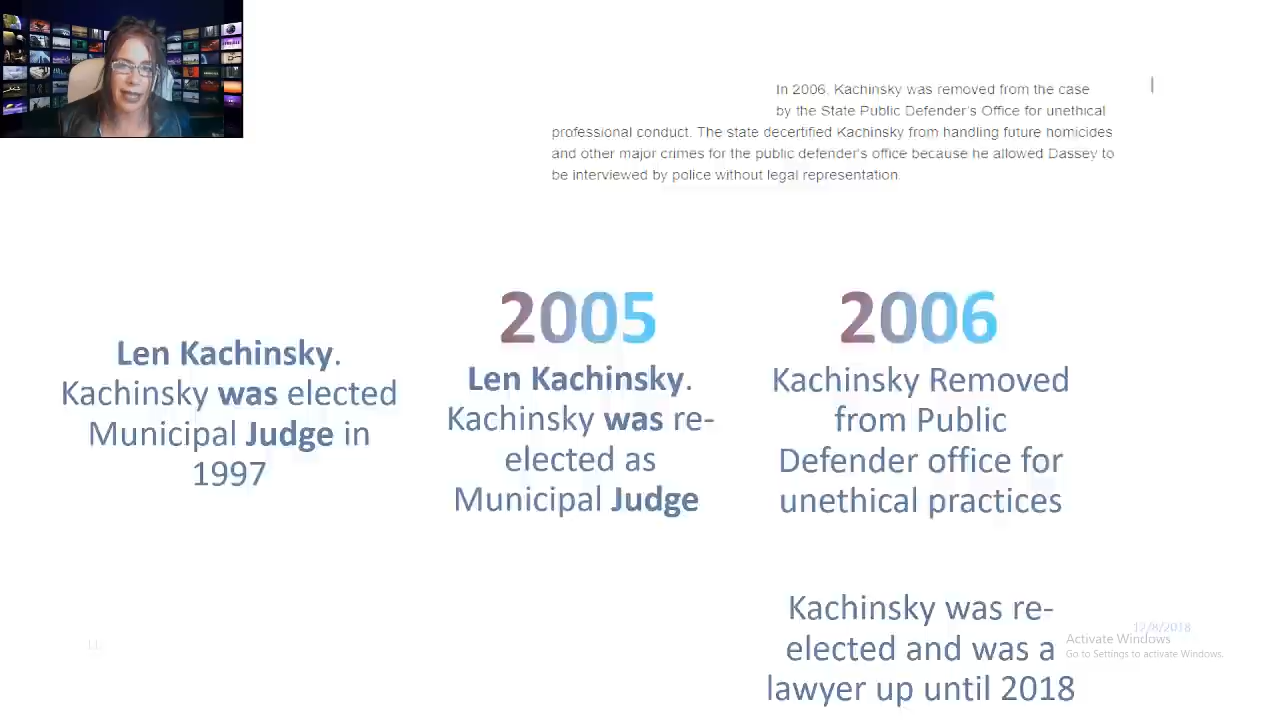 In 2006, Kachinsky was removed from the case
by the State Public Defender's Office for unethical
professional conduct. The state decertified Kachinsky from handling future homicides
and other major crimes for the public defender's office because he allowed Dassey to
be interviewed by police without legal representation.
Len Kachinsky.
Kachinsky was elected
Municipal Judge in
1997
2005
Len Kachinsky.
Kachinsky was re-
elected as
Municipal Judge
2006
Kachinsky Removed
from Public
Defender office for
unethical practices
Kachinsky was re-
elected and was a
lawyer up until 2018
12/8/2018
Activate Windows
Go to Settings to activate Windows.